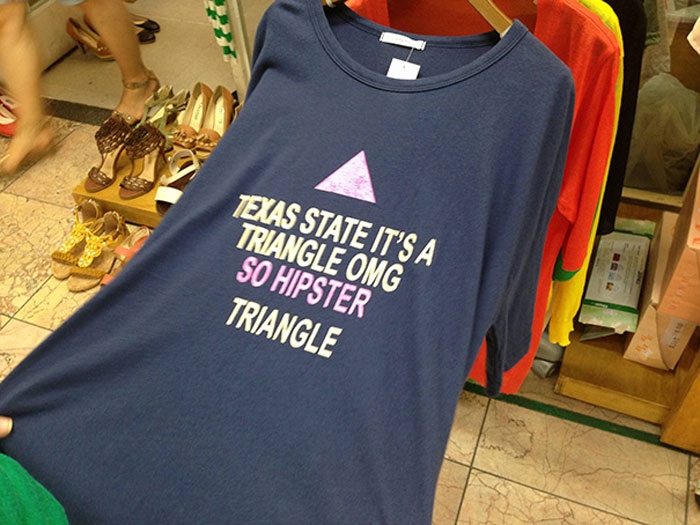 TEXAS STATE IT'S A
TRIANGLE OMG
SO HIPSTER
TRIANGLE